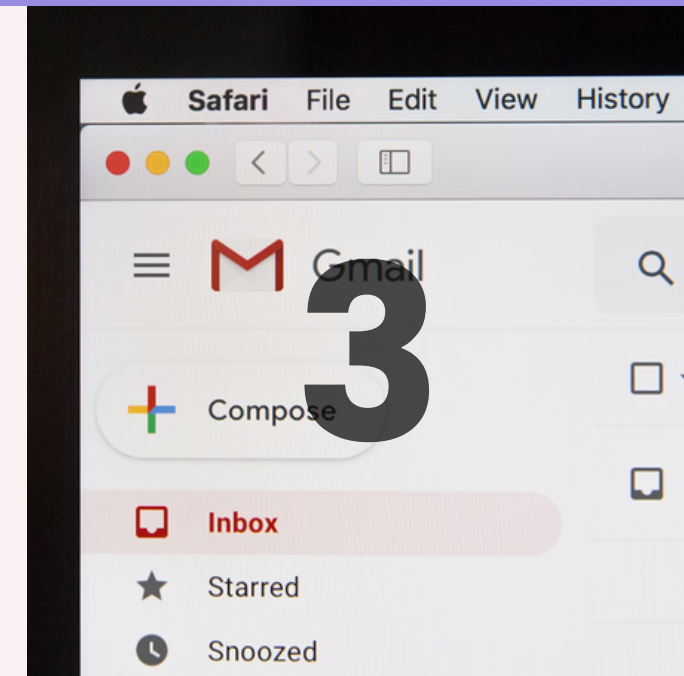 Safari File Edit View History
Gmail
3
Compose
Inbox
Starred
Snoozed